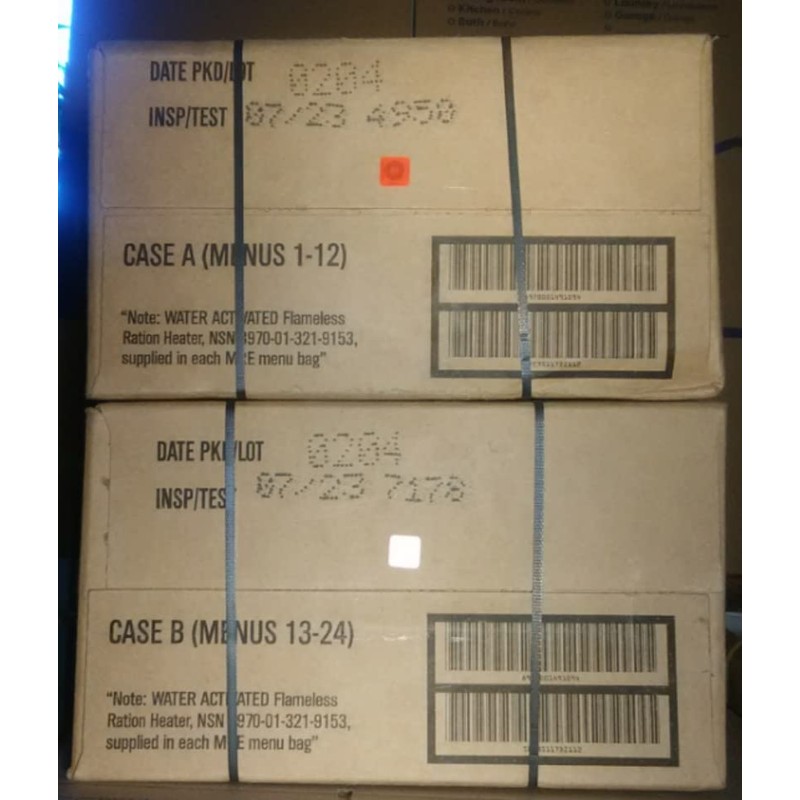 Kitchen / Cuisine
DATE PKD/LOT 0204
INSP/TEST 07/23 4950
CASE A (MENUS 1-12)
"Note: WATER ACTIVATED Flameless
Ration Heater, NSN 8970-01-321-9153,
supplied in each MRE menu bag"
DATE PKD/LOT 0204
INSP/TEST 07/23 7178
CASE B (MENUS 13-24)
"Note: WATER ACTIVATED Flameless
Ration Heater, NSN 8970-01-321-9153,
supplied in each MRE menu bag"